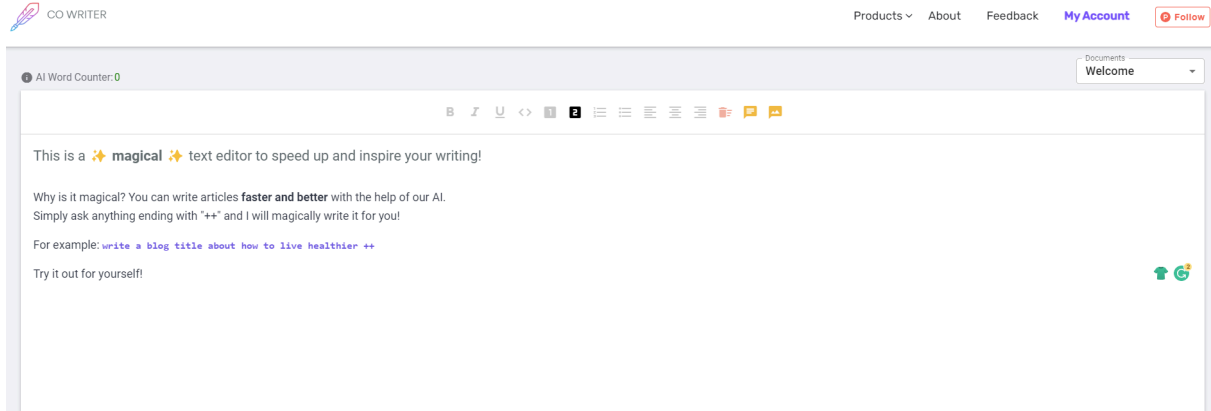 CO WRITER
Products
About
Feedback
My Account
Follow
AI Word Counter: 0
Documents
Welcome
This is a ✨ magical ✨ text editor to speed up and inspire your writing!
Why is it magical? You can write articles faster and better with the help of our AI.
Simply ask anything ending with "++" and I will magically write it for you!
For example: write a blog title about how to live healthier ++
Try it out for yourself!